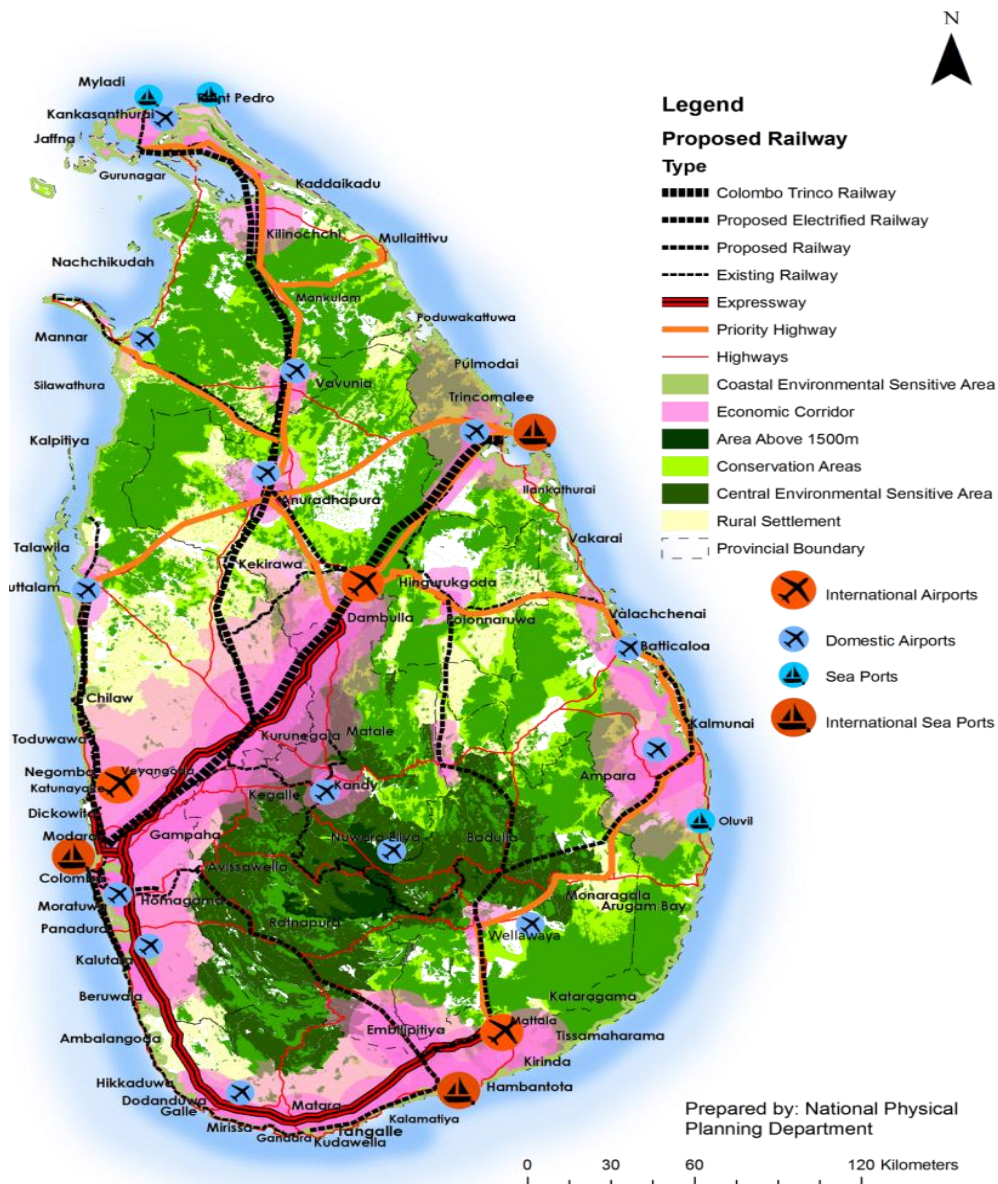 N
Myladi
Point Pedro
Kankasanthurai
Jaffna
Gurunagar
Kaddaikadu
Kilinochchi
Mullaittivu
Nachchikudah
Mankulam
Poduwakattuwa
Mannar
Pulmodai
Silawathura
Vavunia
Trincomalee
Kalpitiya
Anuradhapura
Ilankathurai
Talawila
Vakarai
Kekirawa
uttalam
Hingurukgoda
Dambulla
Polonnaruwa
Valachchenai
Batticaloa
Chilaw
Kalmunai
Toduwawa
Kurunegala
Matale
Negombo
Veyangoda
Katunayake
Ampara
Kegalle
Kandy
Dickowita
Oluvil
Modara
Gampaha
Nuwara Eliya
Badulla
Colombo
Avissawella
Moratuwa
Homagama
Monaragala
Arugam Bay
Panadura
Ratnapura
Wellawaya
Kalutara
Beruwala
Kataragama
Ambalangoda
Embilipitiya
Mattala
Tissamaharama
Kirinda
Hikkaduwa
Hambantota
Dodanduwa
Galle
Matara
Kalamatiya
Mirissa
Tangalle
Gandara
Kudawella
Legend
Proposed Railway
Type
Colombo Trinco Railway
Proposed Electrified Railway
Proposed Railway
Existing Railway
Expressway
Priority Highway
Highways
Coastal Environmental Sensitive Area
Economic Corridor
Area Above 1500m
Conservation Areas
Central Environmental Sensitive Area
Rural Settlement
Provincial Boundary
International Airports
Domestic Airports
Sea Ports
International Sea Ports
Prepared by: National Physical
Planning Department
0 30 60 120 Kilometers